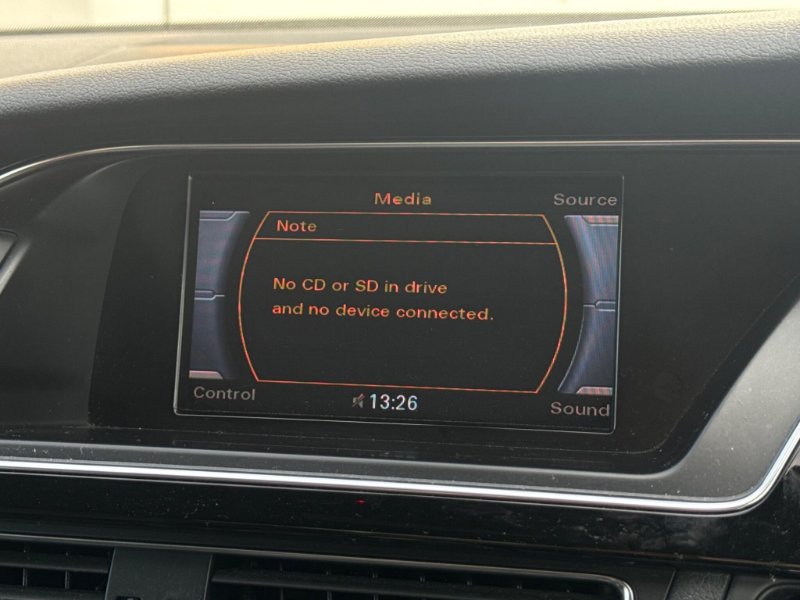 Media
Source
Note
No CD or SD in drive
and no device connected.
Control
13:26
Sound